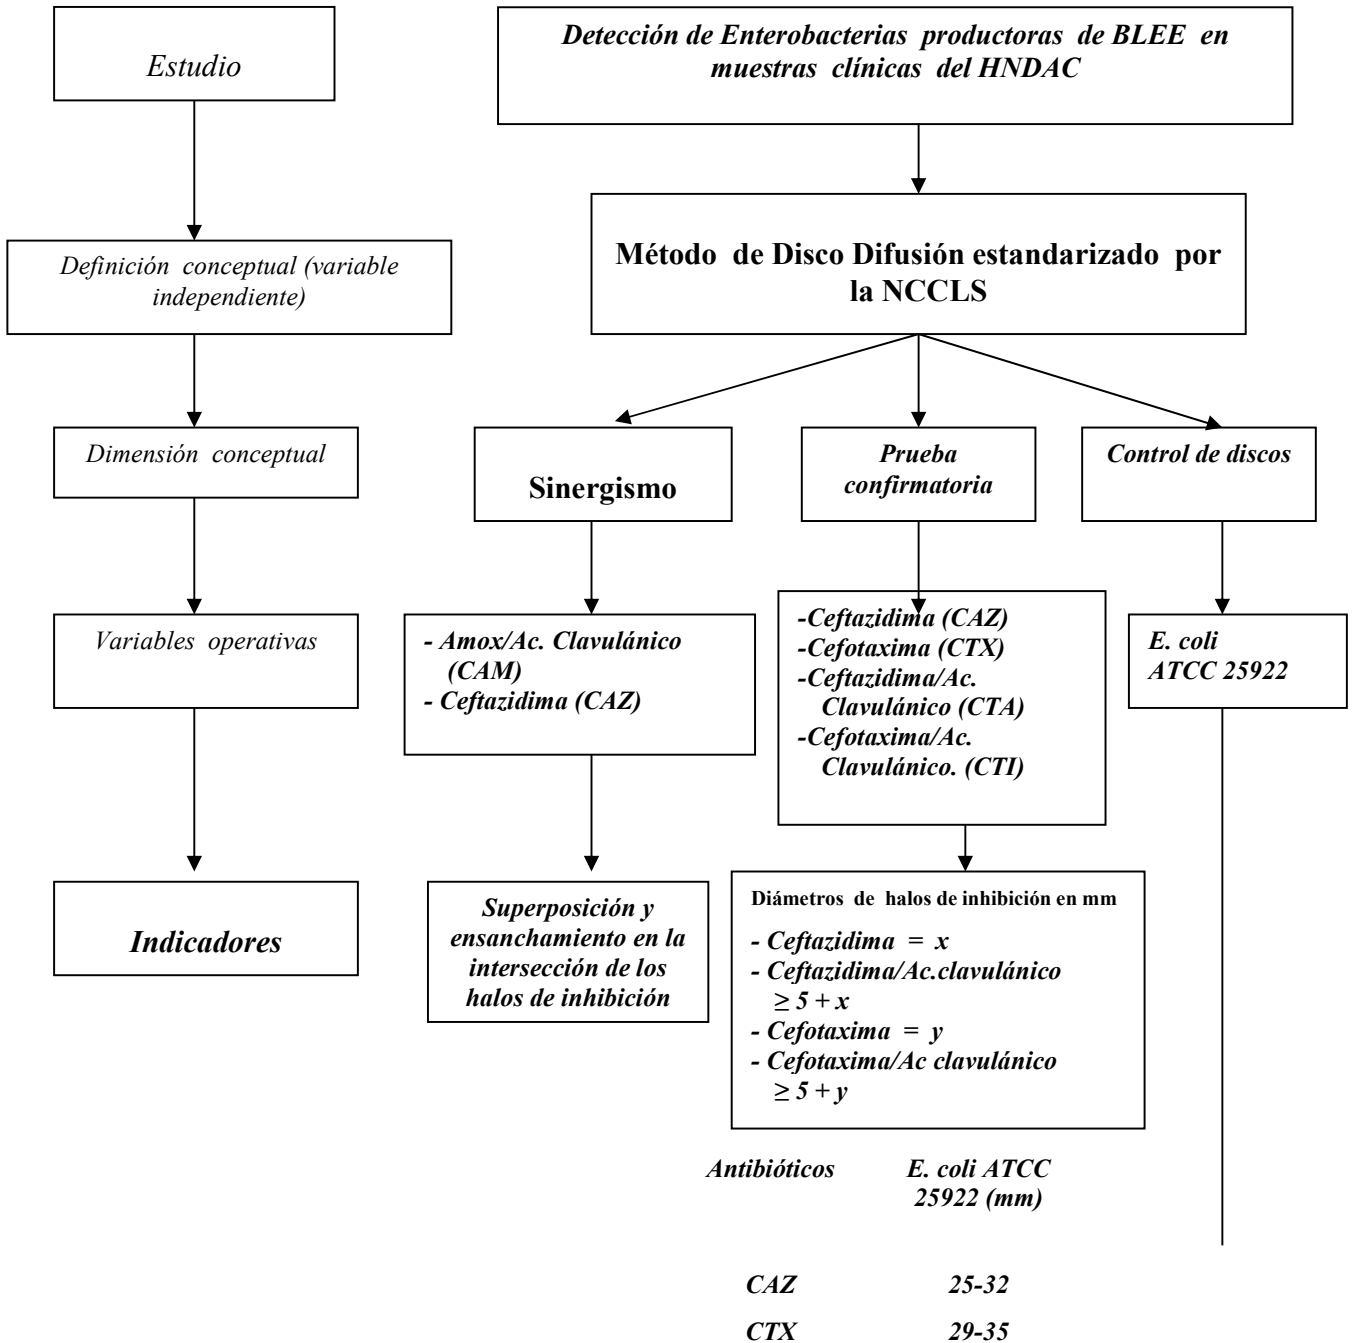 Estudio
Detección de Enterobacterias productoras de BLEE en
muestras clínicas del HNDAC
Definición conceptual (variable
independiente)
Método de Disco Difusión estandarizado por
la NCCLS
Dimensión conceptual
Sinergismo
Prueba
confirmatoria
Control de discos
Variables operativas
- Amox/Ac. Clavulánico
(CAM)
- Ceftazidima (CAZ)
-Ceftazidima (CAZ)
-Cefotaxima (CTX)
-Ceftazidima/Ac.
Clavulánico (CTA)
-Cefotaxima/Ac.
Clavulánico. (CTI)
E. coli
ATCC 25922
Indicadores
Superposición y
ensanchamiento en la
intersección de los
halos de inhibición
Diámetros de halos de inhibición en mm
- Ceftazidima = x
- Ceftazidima/Ac.clavulánico
≥ 5 + x
- Cefotaxima = y
- Cefotaxima/Ac clavulánico
≥ 5 + y
Antibióticos E. coli ATCC
25922 (mm)
CAZ 25-32
CTX 29-35